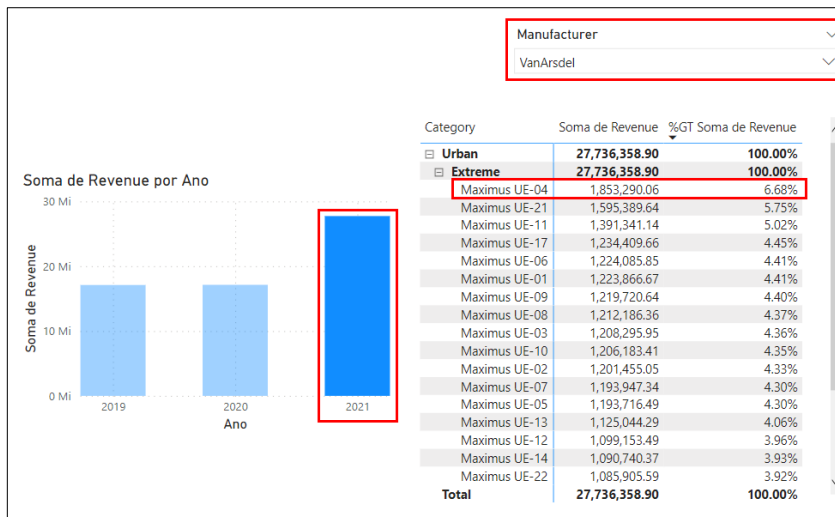 Manufacturer
VanArsdel
Category Soma de Revenue %GT Soma de Revenue
Urban 27,736,358.90 100.00%
Extreme 27,736,358.90 100.00%
Maximus UE-04 1,853,290.06 6.68%
Maximus UE-21 1,595,389.64 5.75%
Maximus UE-11 1,391,341.14 5.02%
Maximus UE-17 1,234,409.66 4.45%
Maximus UE-06 1,224,085.85 4.41%
Maximus UE-01 1,223,866.67 4.41%
Maximus UE-09 1,219,720.64 4.40%
Maximus UE-08 1,212,186.36 4.37%
Maximus UE-03 1,208,295.95 4.36%
Maximus UE-10 1,206,183.41 4.35%
Maximus UE-02 1,201,455.05 4.33%
Maximus UE-07 1,193,947.34 4.30%
Maximus UE-05 1,193,716.49 4.30%
Maximus UE-13 1,125,044.29 4.06%
Maximus UE-12 1,099,153.49 3.96%
Maximus UE-14 1,090,740.37 3.93%
Maximus UE-22 1,085,905.59 3.92%
Total 27,736,358.90 100.00%
Soma de Revenue por Ano
Soma de Revenue
30 Mi
20 Mi
10 Mi
0 Mi
2019 2020 2021
Ano